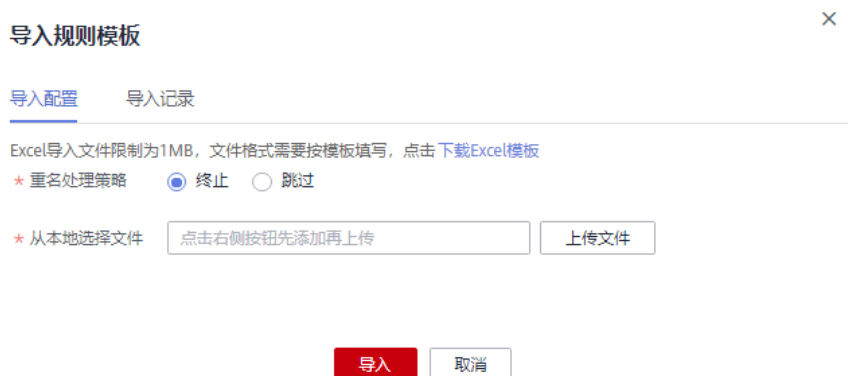 导入规则模板
导入配置 导入记录
Excel导入文件限制为1MB，文件格式需要按模板填写，点击 下载Excel模板
* 重名处理策略 终止 跳过
* 从本地选择文件 点击右侧按钮先添加再上传 上传文件
导入 取消